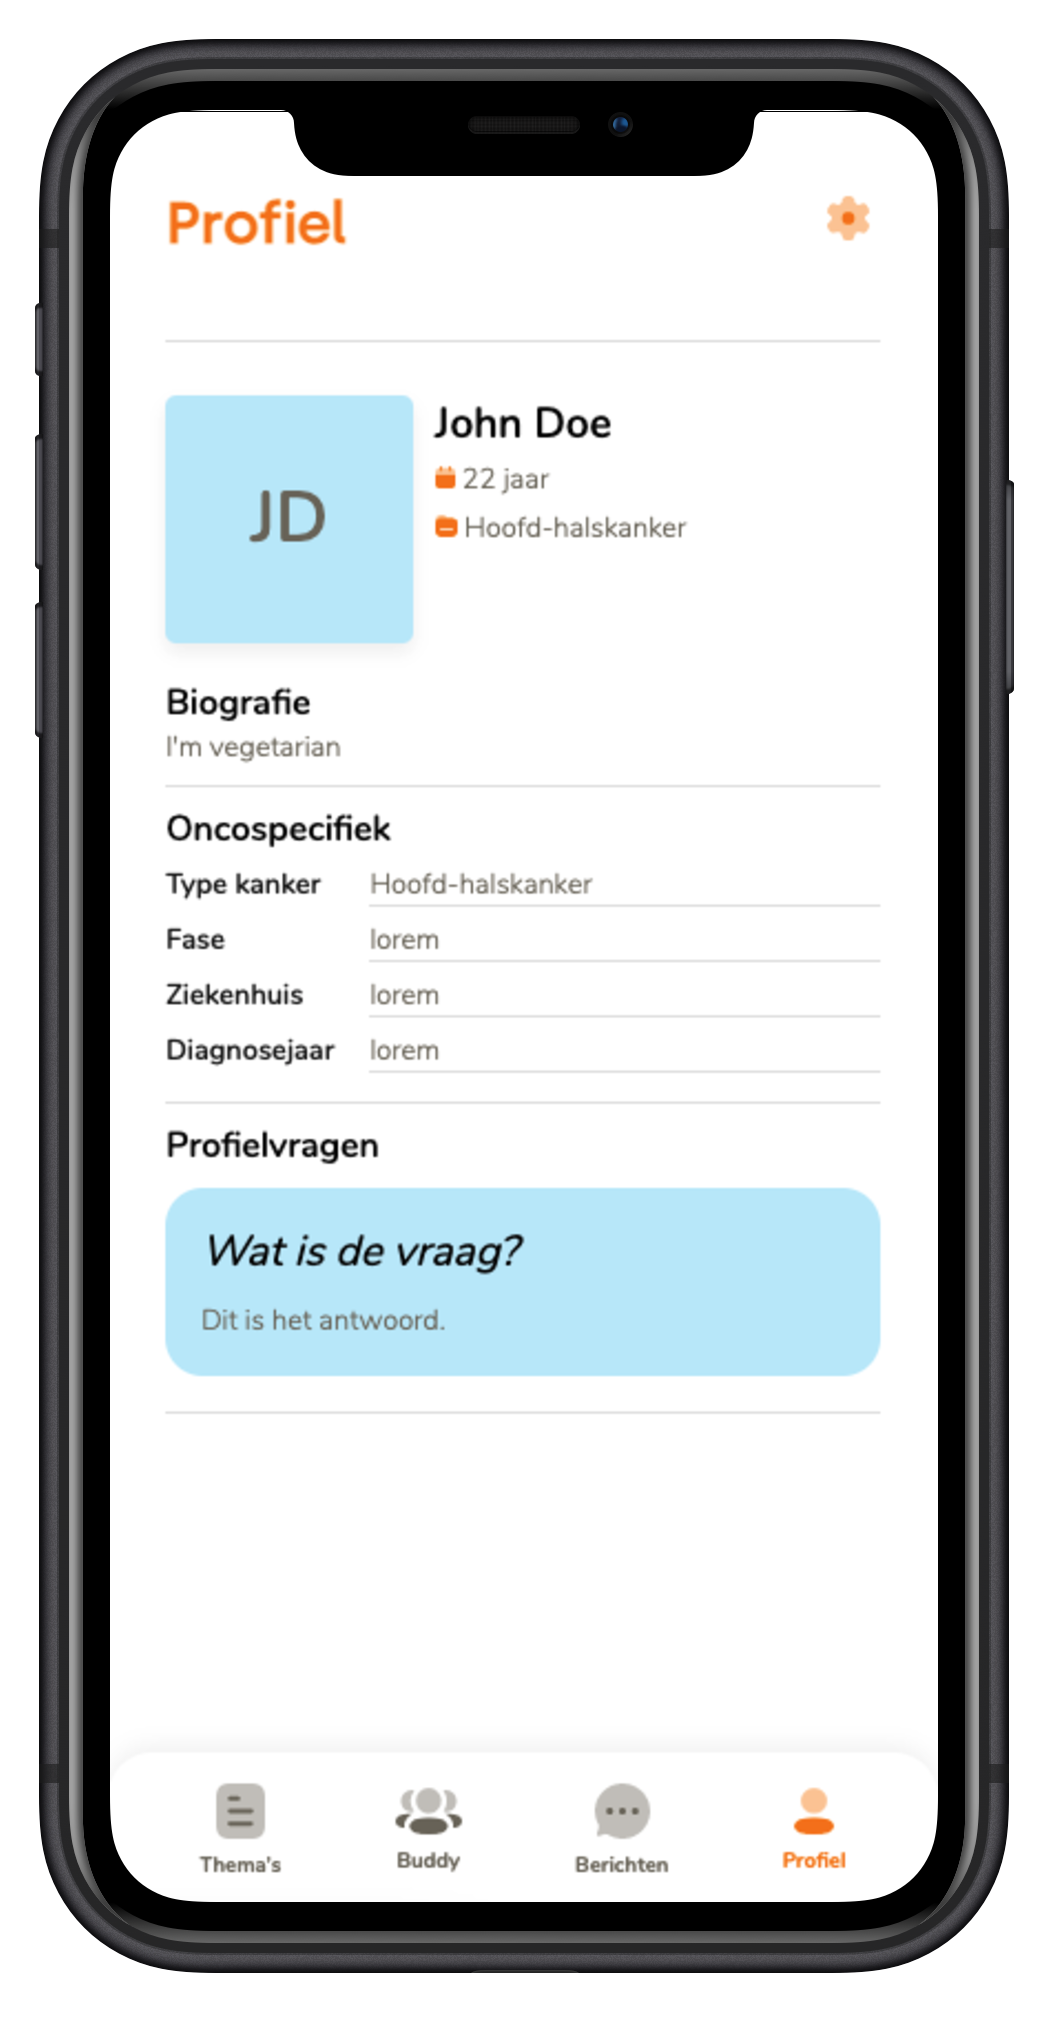 Profiel
JD
John Doe
22 jaar
Hoofd-halskanker
Biografie
I'm vegetarian
Oncospecifiek
Type kanker Hoofd-halskanker
Fase lorem
Ziekenhuis lorem
Diagnosejaar lorem
Profielvragen
Wat is de vraag?
Dit is het antwoord.
Thema's Buddy Berichten Profiel